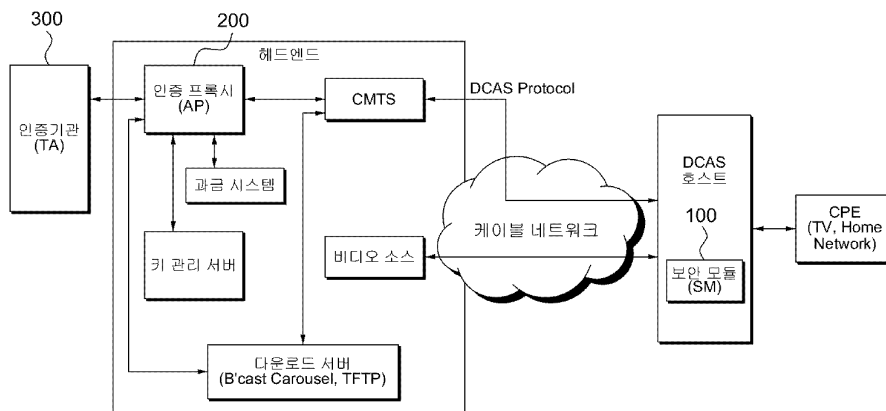 300
200
헤드엔드
인증기관
(TA)
인증 프록시
(AP)
CMTS
DCAS Protocol
과금 시스템
키 관리 서버
비디오 소스
케이블 네트워크
다운로드 서버
(B'cast Carousel, TFTP)
DCAS
호스트
100
보안 모듈
(SM)
CPE
(TV, Home
Network)